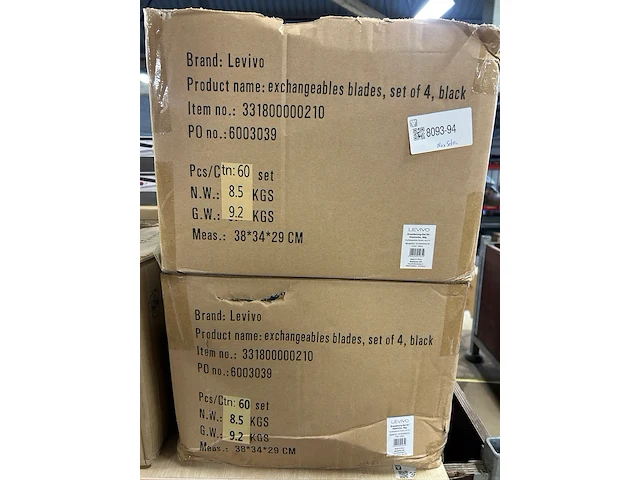 Brand: Levivo
Product name: exchangeables blades, set of 4, black
Item no.: 331800000210
PO no.:6003039
8093-94
Pcs/Ctn: 60 set
N.W.: 8.5 KGS
G.W.: 9.2 KGS
Meas.: 38*34*29 CM
LEVIVO
Brand: Levivo
Product name: exchangeables blades, set of 4, black
Item no.: 331800000210
PO no.:6003039
Pcs/Ctn: 60 set
N.W.: 8.5 KGS
G.W.: 9.2 KGS
Meas.: 38*34*29 CM
LEVIVO